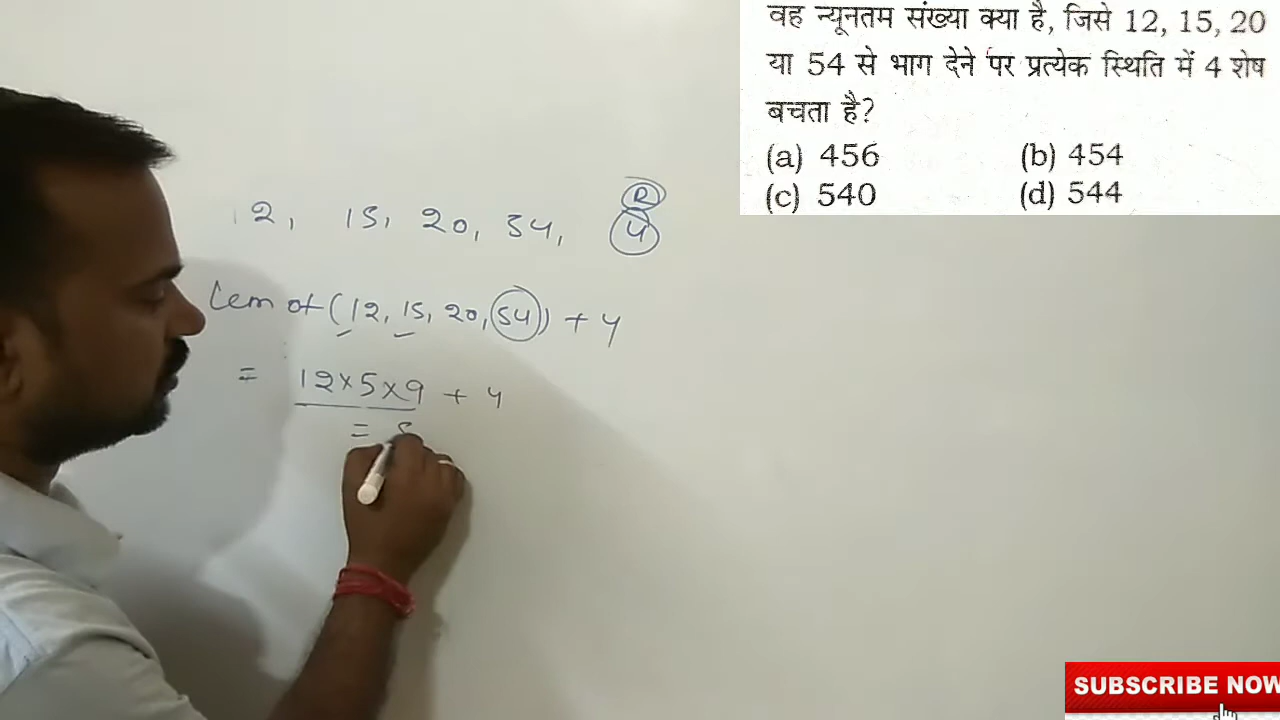 वह न्यूनतम संख्या क्या है, जिसे 12, 15, 20
या 54 से भाग देने पर प्रत्येक स्थिति में 4 शेष
बचता है?
(a) 456 (b) 454
(c) 540 (d) 544
12, 15, 20, 54, R
4
Lcm of (12, 15, 20, 54) + 4
= 12×5×9 + 4
= 5
SUBSCRIBE NOW